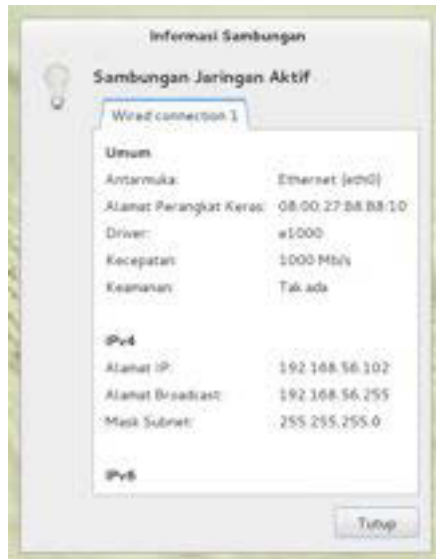 Informasi Sambungan
Sambungan Jaringan Aktif
Wired connection 1
Umum
Antarmuka: Ethernet (eth0)
Alamat Perangkat Keras: 08:00:27:B8:B8:10
Driver: e1000
Kecepatan: 1000 Mb/s
Keamanan: Tak ada
IPv4
Alamat IP: 192.168.56.102
Alamat Broadcast: 192.168.56.255
Mask Subnet: 255.255.255.0
IPv6
Tutup